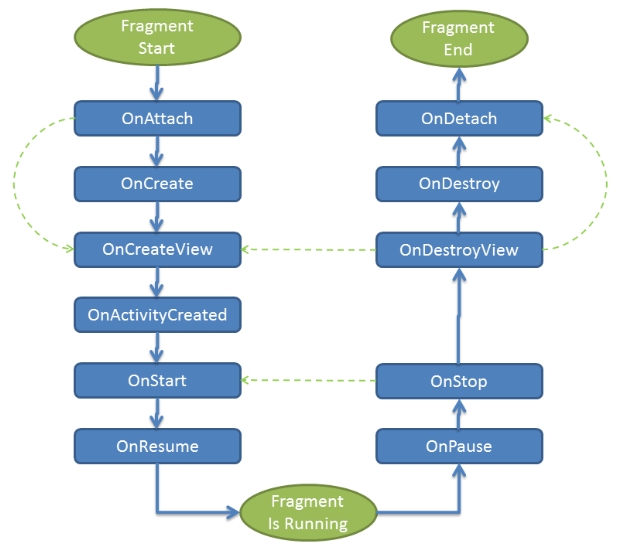 Fragment
Start
OnAttach
OnCreate
OnCreateView
OnActivityCreated
OnStart
OnResume
Fragment
Is Running
OnPause
OnStop
OnDestroyView
OnDestroy
OnDetach
Fragment
End